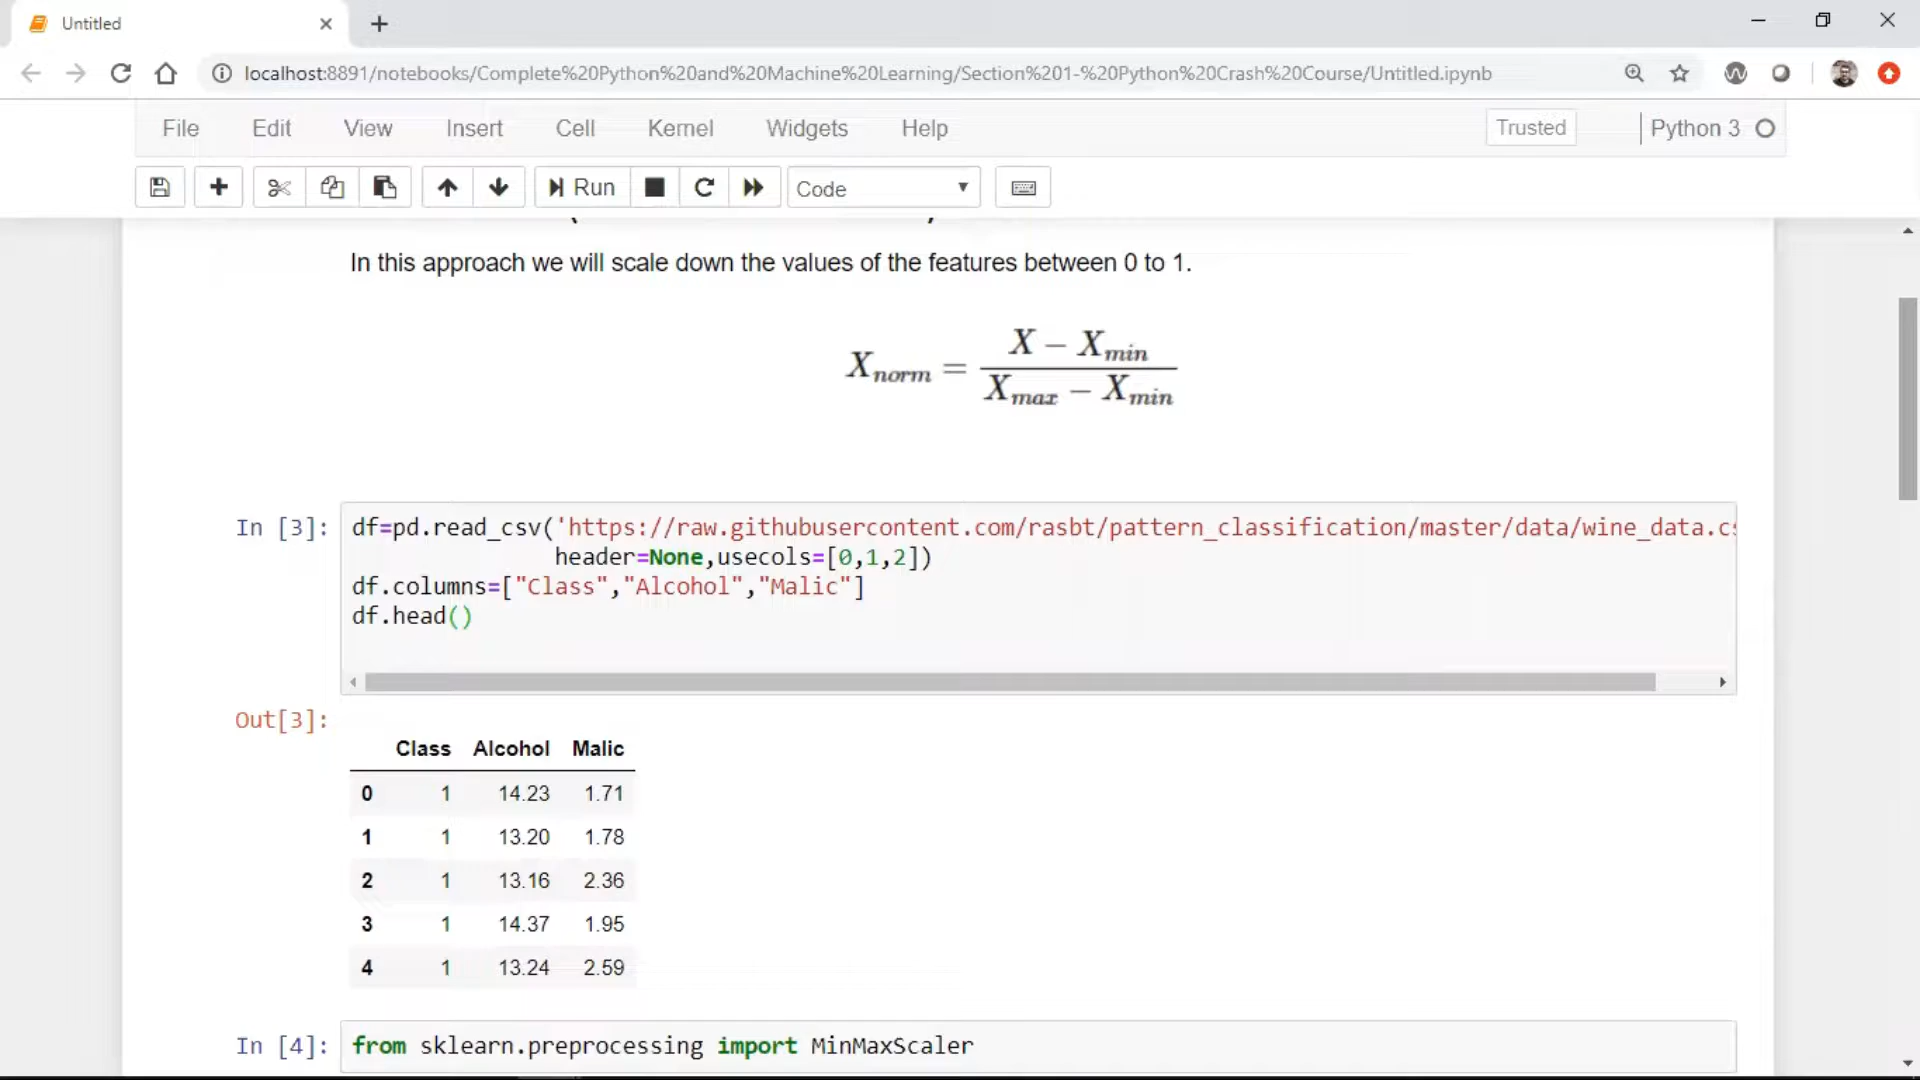 Untitled
localhost:8891/notebooks/Complete%20Python%20and%20Machine%20Learning/Section%201-%20Python%20Crash%20Course/Untitled.ipynb
File Edit View Insert Cell Kernel Widgets Help Trusted Python 3
Run Code
In this approach we will scale down the values of the features between 0 to 1.
X_norm = (X − X_min) / (X_max − X_min)
In [3]: df=pd.read_csv('https://raw.githubusercontent.com/rasbt/pattern_classification/master/data/wine_data.cs
header=None,usecols=[0,1,2])
df.columns=["Class","Alcohol","Malic"]
df.head()
Out[3]:
Class Alcohol Malic
0 1 14.23 1.71
1 1 13.20 1.78
2 1 13.16 2.36
3 1 14.37 1.95
4 1 13.24 2.59
In [4]: from sklearn.preprocessing import MinMaxScaler